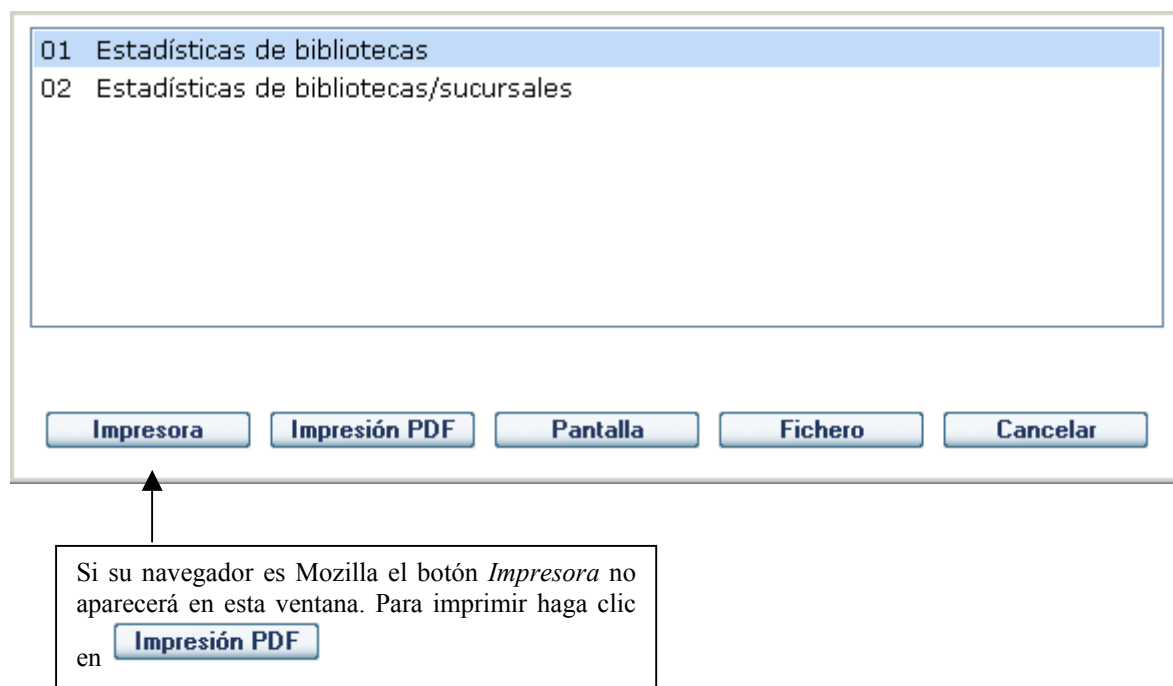 01 Estadísticas de bibliotecas
02 Estadísticas de bibliotecas/sucursales
Impresora Impresión PDF Pantalla Fichero Cancelar
Si su navegador es Mozilla el botón Impresora no
aparecerá en esta ventana. Para imprimir haga clic
en Impresión PDF